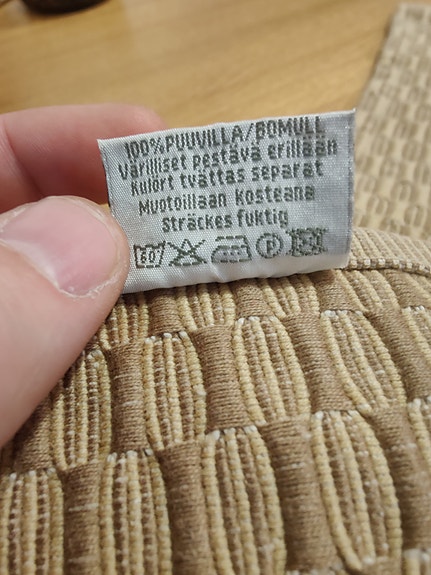 100%PUUVILLA/BOMULL
Värilliset pestävä erillään
Kulört tvättas separat
Muotoillaan kosteana
Sträckes fuktig
60 P